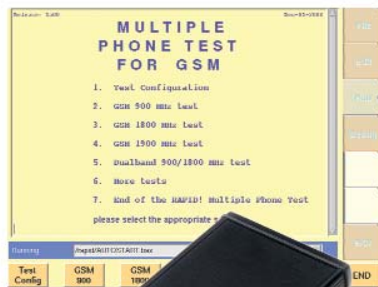 MULTIPLE
PHONE TEST
FOR GSM
1. Test Configuration
2. GSM 900 MHz test
3. GSM 1800 MHz test
4. GSM 1900 MHz test
5. Dualband 900/1800 MHz test
6. More tests
7. End of the RAPID! Multiple Phone Test
please select the appropriate
Running
Test
Config
GSM
900
GSM
1800
END